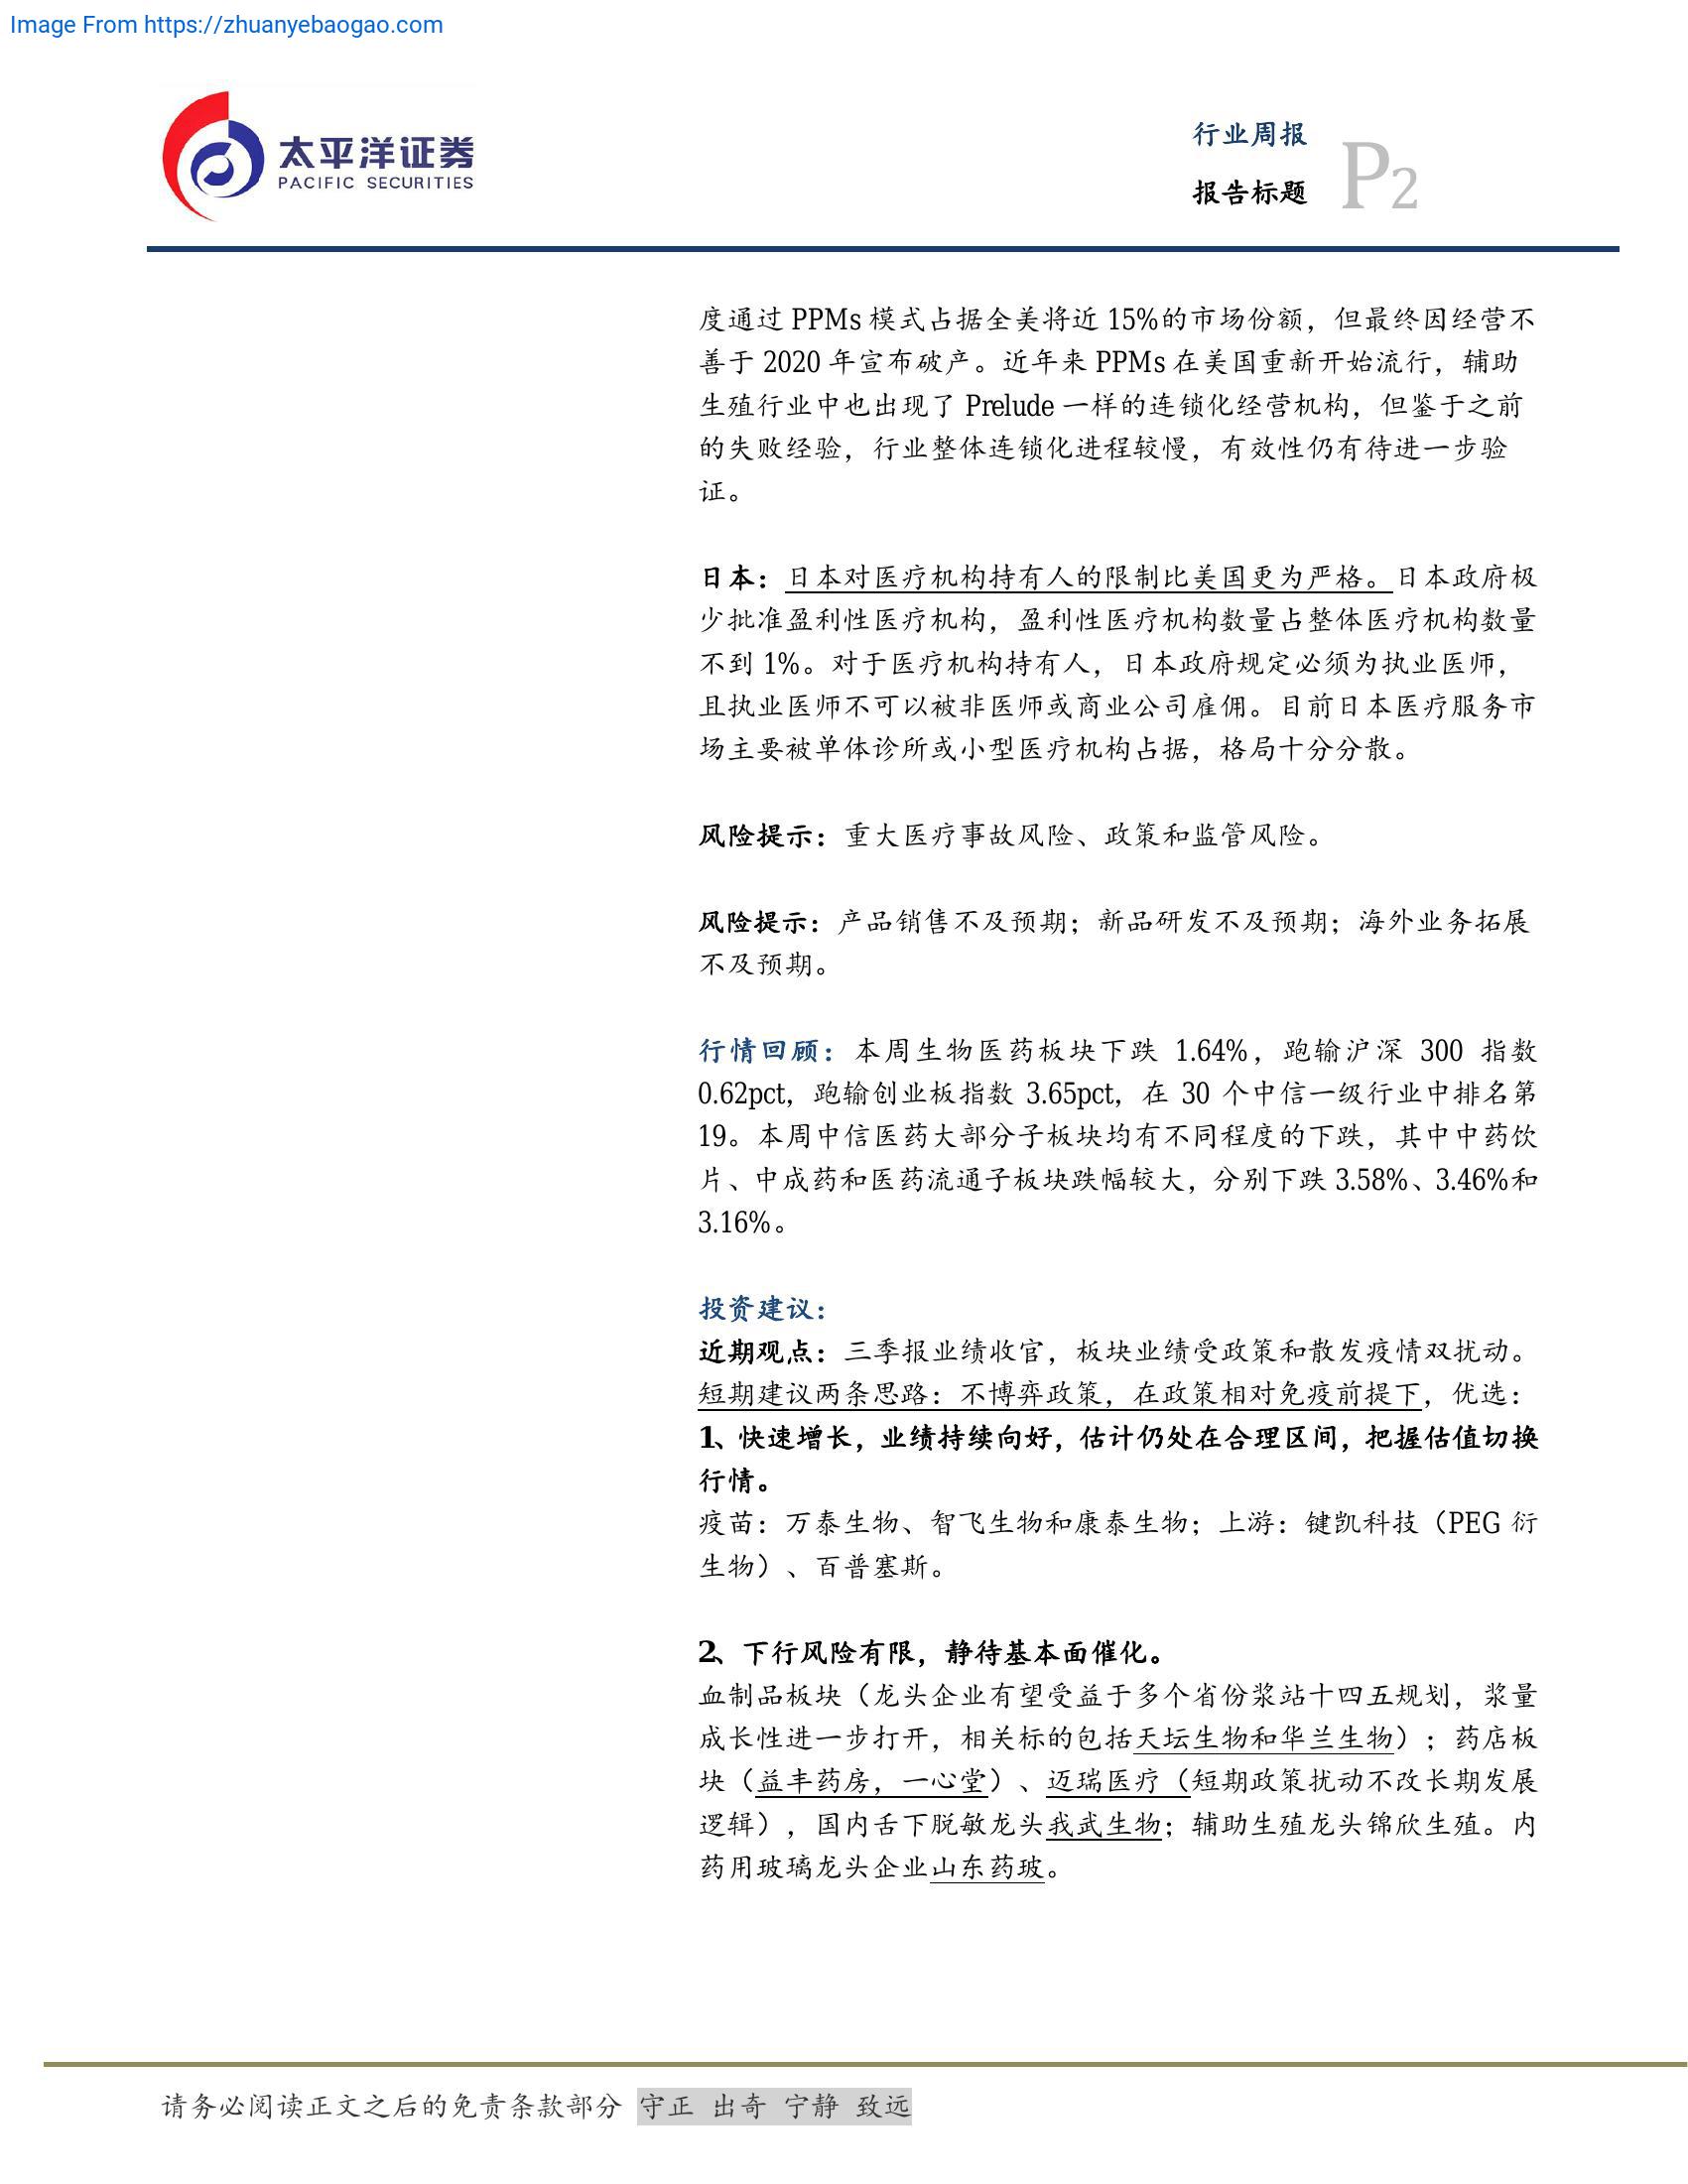 Image From https://zhuanyebaogao.com
太平洋证券
PACIFIC SECURITIES
行业周报
报告标题
P2
度通过 PPMs 模式占据全美将近 15%的市场份额，但最终因经营不
善于 2020 年宣布破产。近年来 PPMs 在美国重新开始流行，辅助
生殖行业中也出现了 Prelude 一样的连锁化经营机构，但鉴于之前
的失败经验，行业整体连锁化进程较慢，有效性仍有待进一步验
证。
日本：日本对医疗机构持有人的限制比美国更为严格。日本政府极
少批准盈利性医疗机构，盈利性医疗机构数量占整体医疗机构数量
不到 1%。对于医疗机构持有人，日本政府规定必须为执业医师，
且执业医师不可以被非医师或商业公司雇佣。目前日本医疗服务市
场主要被单体诊所或小型医疗机构占据，格局十分分散。
风险提示：重大医疗事故风险、政策和监管风险。
风险提示：产品销售不及预期；新品研发不及预期；海外业务拓展
不及预期。
行情回顾：本周生物医药板块下跌 1.64%，跑输沪深 300 指数
0.62pct，跑输创业板指数 3.65pct，在 30 个中信一级行业中排名第
19。本周中信医药大部分子板块均有不同程度的下跌，其中中药饮
片、中成药和医药流通子板块跌幅较大，分别下跌 3.58%、3.46%和
3.16%。
投资建议：
近期观点：三季报业绩收官，板块业绩受政策和散发疫情双扰动。
短期建议两条思路：不博弈政策，在政策相对免疫前提下，优选：
1、快速增长，业绩持续向好，估计仍处在合理区间，把握估值切换
行情。
疫苗：万泰生物、智飞生物和康泰生物；上游：键凯科技（PEG 衍
生物）、百普塞斯。
2、下行风险有限，静待基本面催化。
血制品板块（龙头企业有望受益于多个省份浆站十四五规划，浆量
成长性进一步打开，相关标的包括天坛生物和华兰生物）；药店板
块（益丰药房，一心堂）、迈瑞医疗（短期政策扰动不改长期发展
逻辑），国内舌下脱敏龙头我武生物；辅助生殖龙头锦欣生殖。内
药用玻璃龙头企业山东药玻。
请务必阅读正文之后的免责条款部分 守正 出奇 宁静 致远